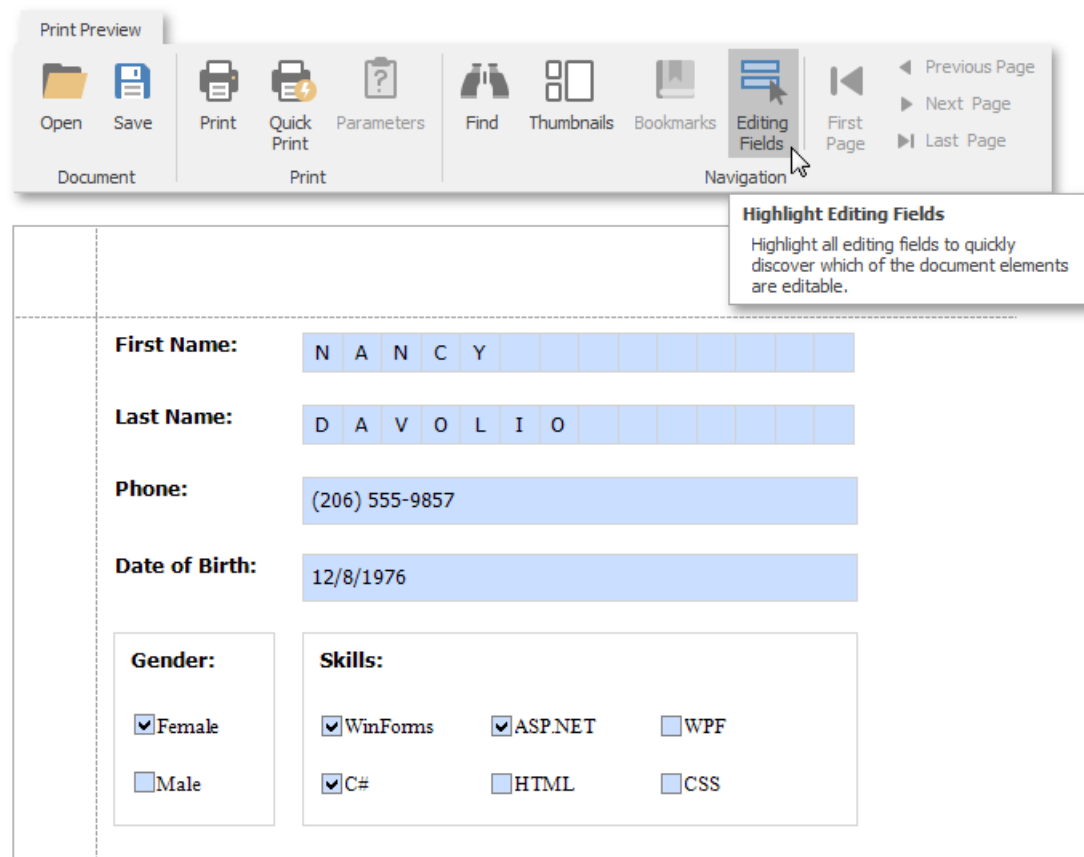 Print Preview
Open
Save
Print
Quick
Print
Parameters
Find
Thumbnails
Bookmarks
Editing
Fields
First
Page
Previous Page
Next Page
Last Page
Document
Print
Navigation
Highlight Editing Fields
Highlight all editing fields to quickly
discover which of the document elements
are editable.
First Name: N A N C Y
Last Name: D A V O L I O
Phone: (206) 555-9857
Date of Birth: 12/8/1976
Gender:
Female
Male
Skills:
WinForms ASP.NET WPF
C# HTML CSS